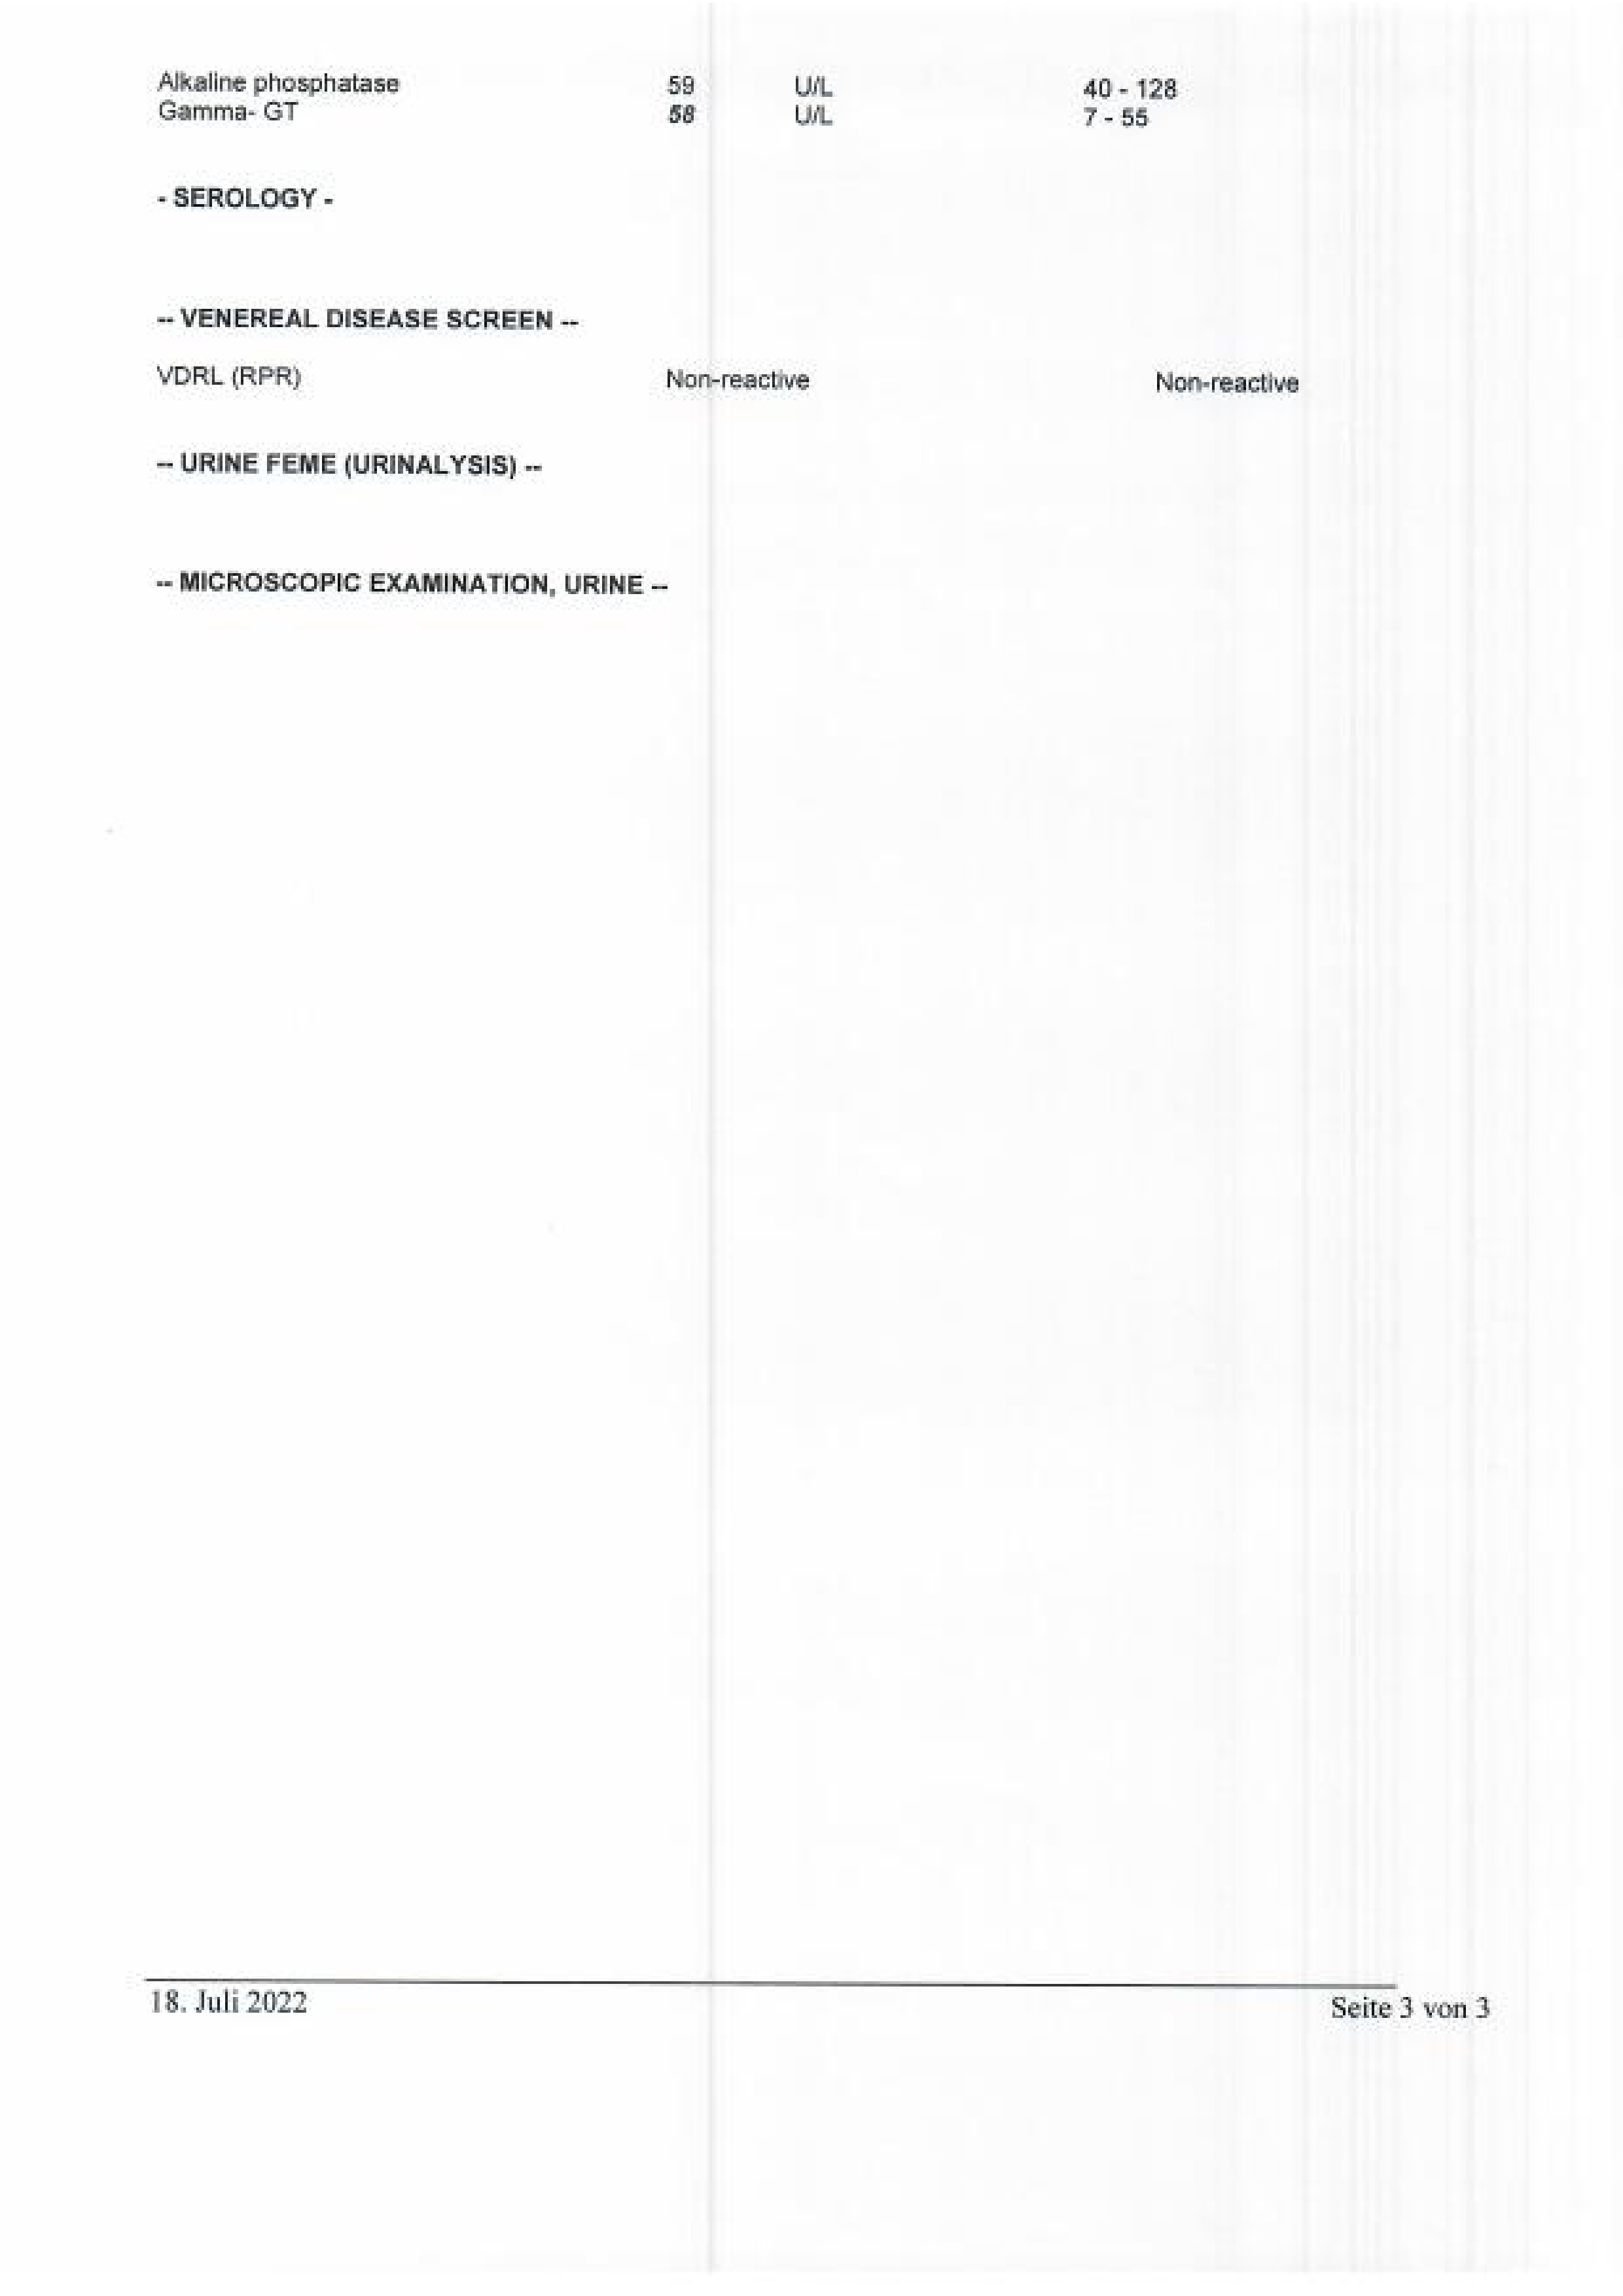 Alkaline phosphatase 59 U/L 40 - 128
Gamma- GT 58 U/L 7 - 55
- SEROLOGY -
-- VENEREAL DISEASE SCREEN --
VDRL (RPR) Non-reactive Non-reactive
-- URINE FEME (URINALYSIS) --
-- MICROSCOPIC EXAMINATION, URINE --
18. Juli 2022 Seite 3 von 3